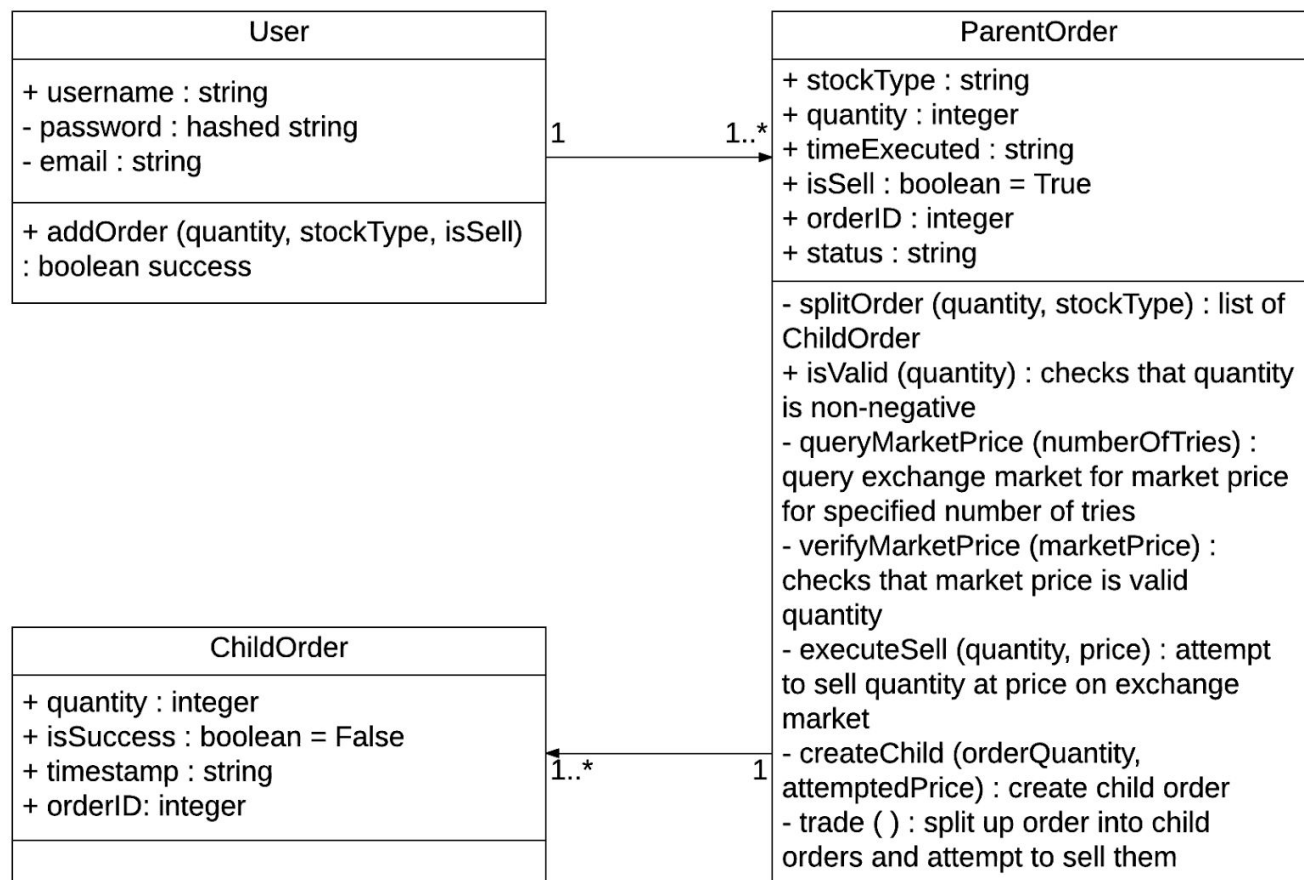 User
+ username : string
- password : hashed string
- email : string
+ addOrder (quantity, stockType, isSell)
: boolean success
1
1..*
ParentOrder
+ stockType : string
+ quantity : integer
+ timeExecuted : string
+ isSell : boolean = True
+ orderID : integer
+ status : string
- splitOrder (quantity, stockType) : list of
ChildOrder
+ isValid (quantity) : checks that quantity
is non-negative
- queryMarketPrice (numberOfTries) :
query exchange market for market price
for specified number of tries
- verifyMarketPrice (marketPrice) :
checks that market price is valid
quantity
- executeSell (quantity, price) : attempt
to sell quantity at price on exchange
market
- createChild (orderQuantity,
attemptedPrice) : create child order
- trade ( ) : split up order into child
orders and attempt to sell them
ChildOrder
+ quantity : integer
+ isSuccess : boolean = False
+ timestamp : string
+ orderID: integer
1..*
1